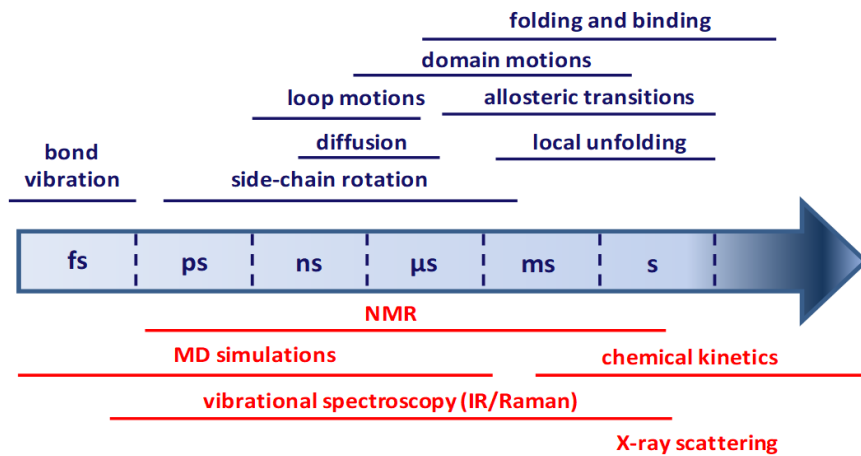 folding and binding
domain motions
loop motions
allosteric transitions
bond
vibration
diffusion
local unfolding
side-chain rotation
fs
ps
ns
μs
ms
s
NMR
MD simulations
chemical kinetics
vibrational spectroscopy (IR/Raman)
X-ray scattering